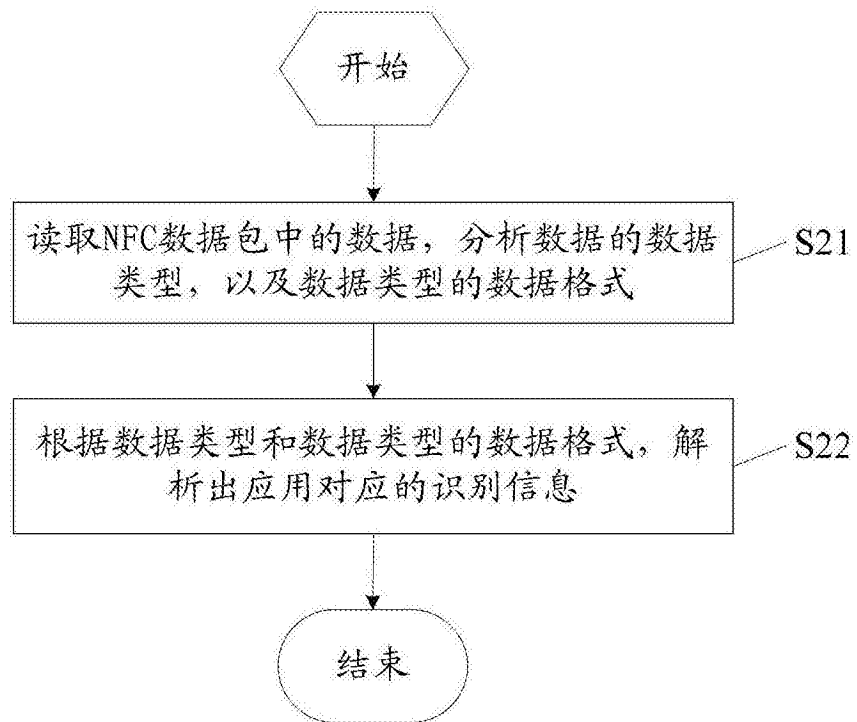 开始
读取NFC数据包中的数据，分析数据的数据
类型，以及数据类型的数据格式
S21
根据数据类型和数据类型的数据格式，解
析出应用对应的识别信息
S22
结束